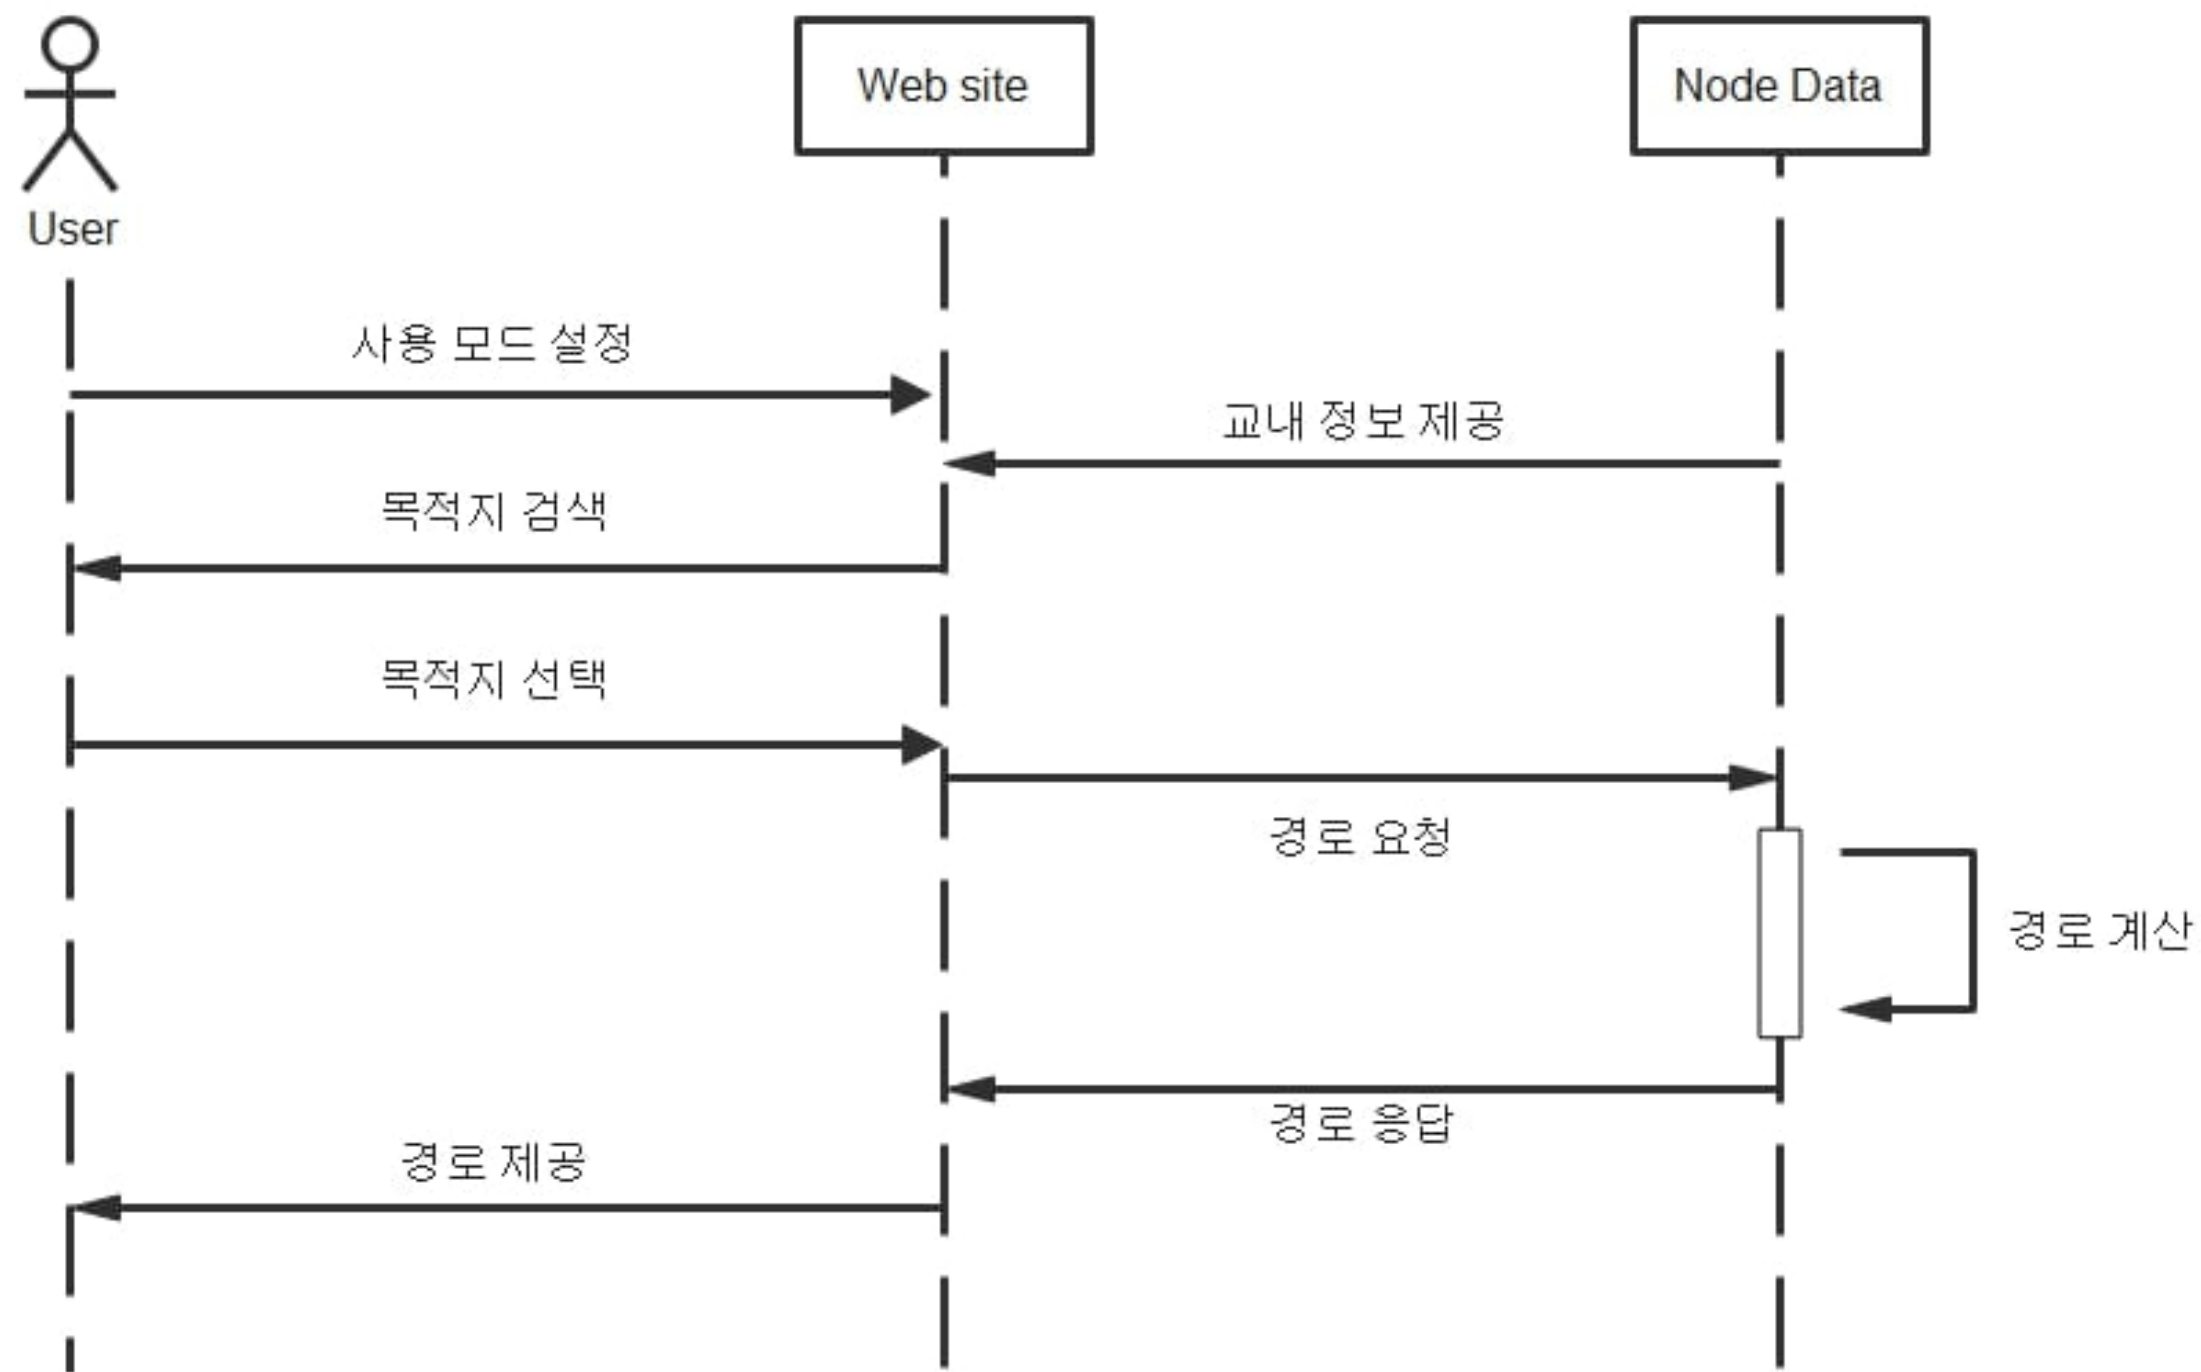 Web site
Node Data
User
사용 모드 설정
교내 정보 제공
목적지 검색
목적지 선택
경로 요청
경로 계산
경로 응답
경로 제공